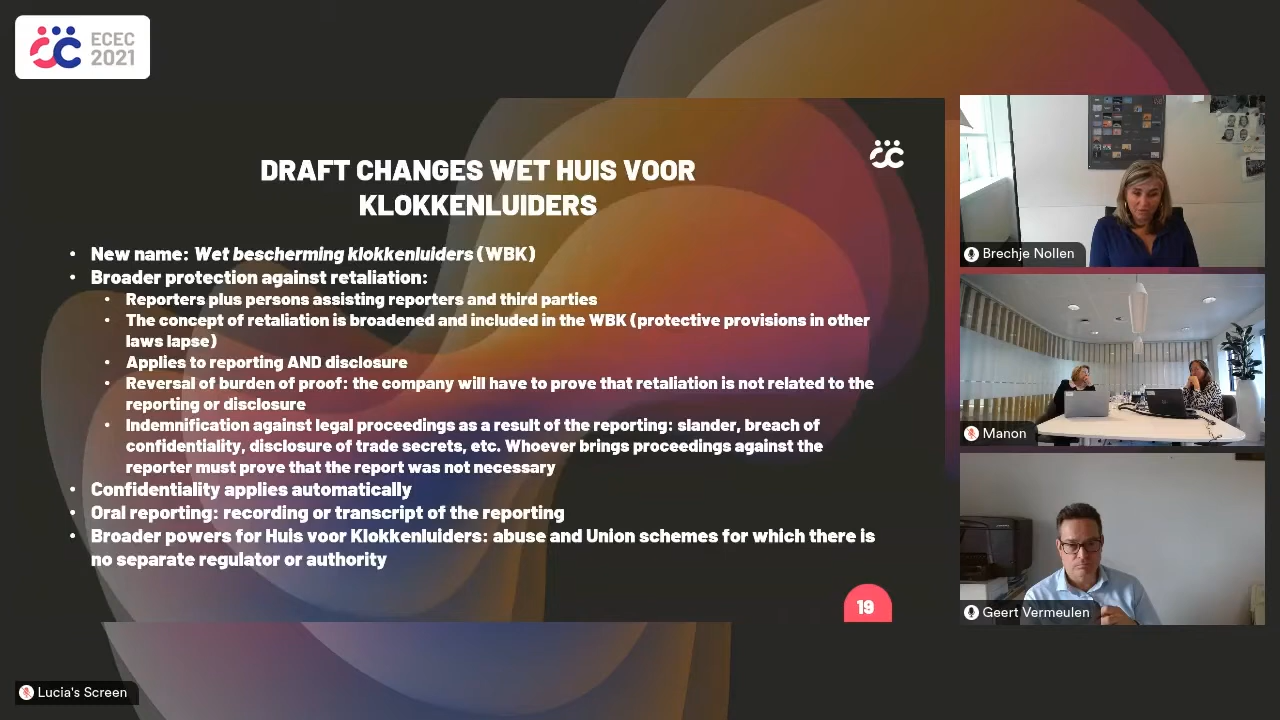 ECEC
2021
DRAFT CHANGES WET HUIS VOOR
KLOKKENLUIDERS
• New name: Wet bescherming klokkenluiders (WBK)
• Broader protection against retaliation:
• Reporters plus persons assisting reporters and third parties
• The concept of retaliation is broadened and included in the WBK (protective provisions in other
laws lapse)
• Applies to reporting AND disclosure
• Reversal of burden of proof: the company will have to prove that retaliation is not related to the
reporting or disclosure
• Indemnification against legal proceedings as a result of the reporting: slander, breach of
confidentiality, disclosure of trade secrets, etc. Whoever brings proceedings against the
reporter must prove that the report was not necessary
• Confidentiality applies automatically
• Oral reporting: recording or transcript of the reporting
• Broader powers for Huis voor Klokkenluiders: abuse and Union schemes for which there is
no separate regulator or authority
19
Brechje Nollen
Manon
Geert Vermeulen
Lucia's Screen